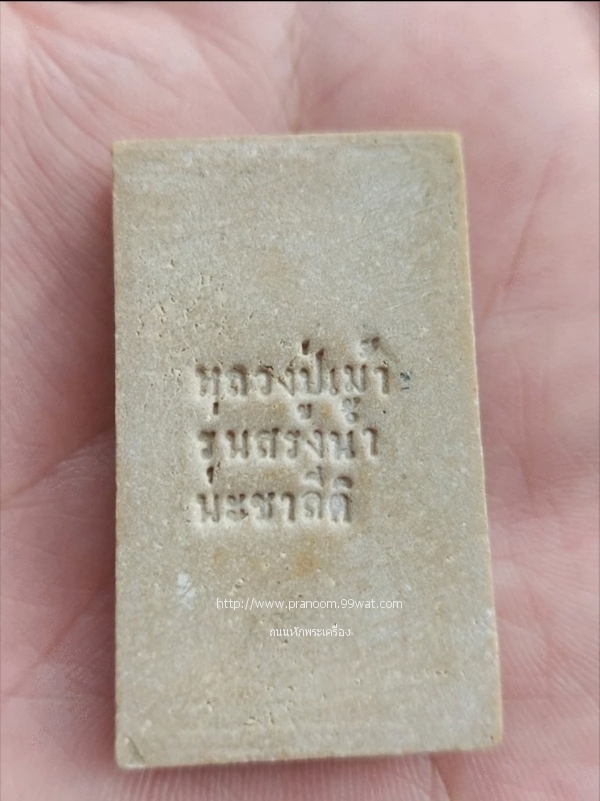 หลวงปู่เม้า
รุ่นสรงน้ำ
นะชาลีติ
http://www.pranoom.99wat.com
ถนนหักพระเครื่อง